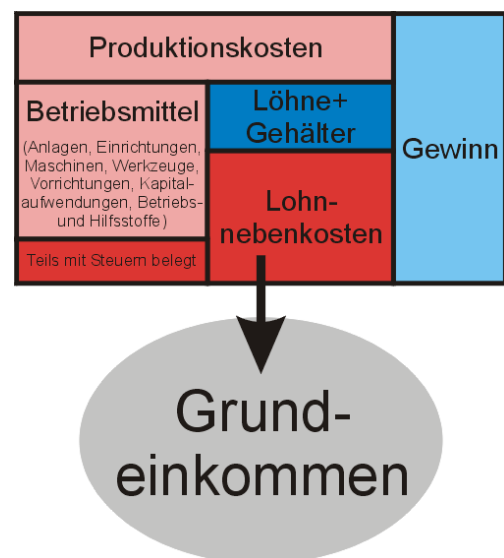 Produktionskosten
Betriebsmittel
(Anlagen, Einrichtungen,
Maschinen, Werkzeuge,
Vorrichtungen, Kapital-
aufwendungen, Betriebs-
und Hilfsstoffe)
Teils mit Steuern belegt
Löhne+
Gehälter
Lohn-
nebenkosten
Gewinn
Grund-
einkommen